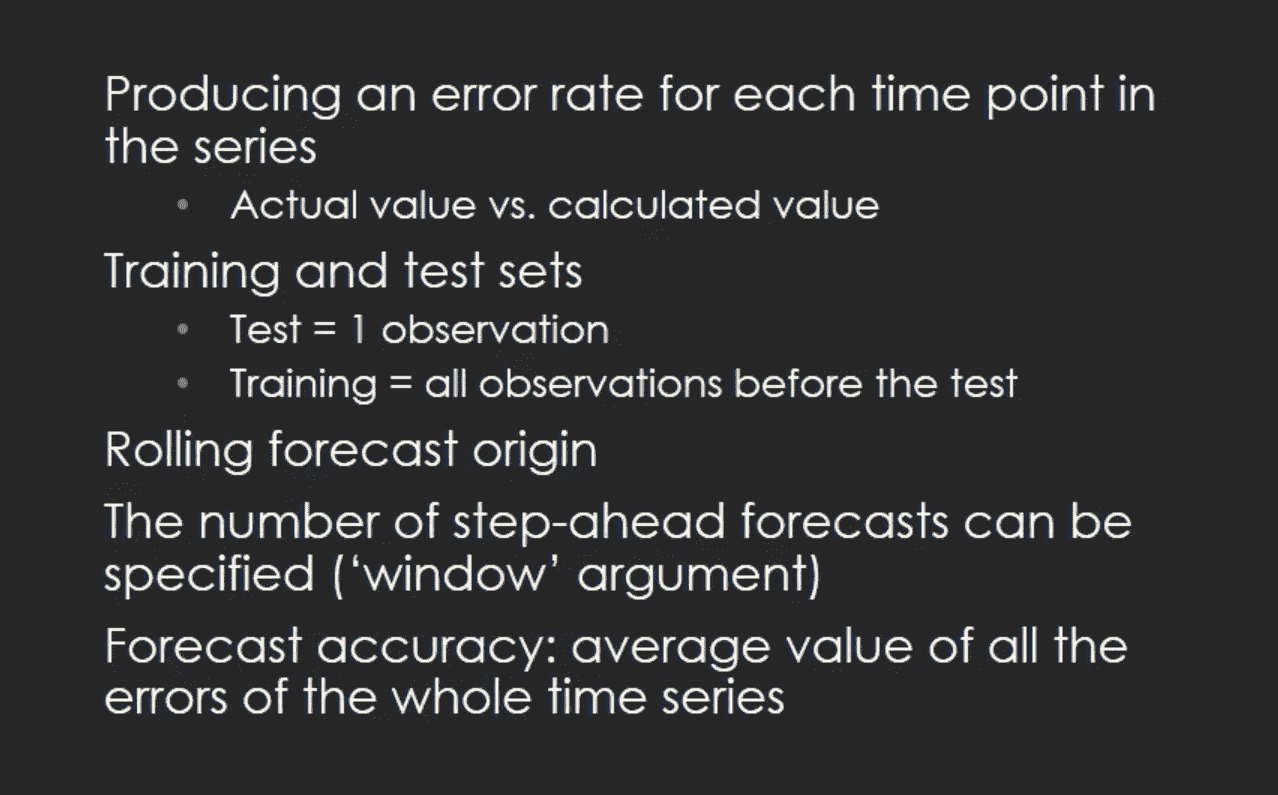 Producing an error rate for each time point in
the series
• Actual value vs. calculated value
Training and test sets
• Test = 1 observation
• Training = all observations before the test
Rolling forecast origin
The number of step-ahead forecasts can be
specified (‘window’ argument)
Forecast accuracy: average value of all the
errors of the whole time series